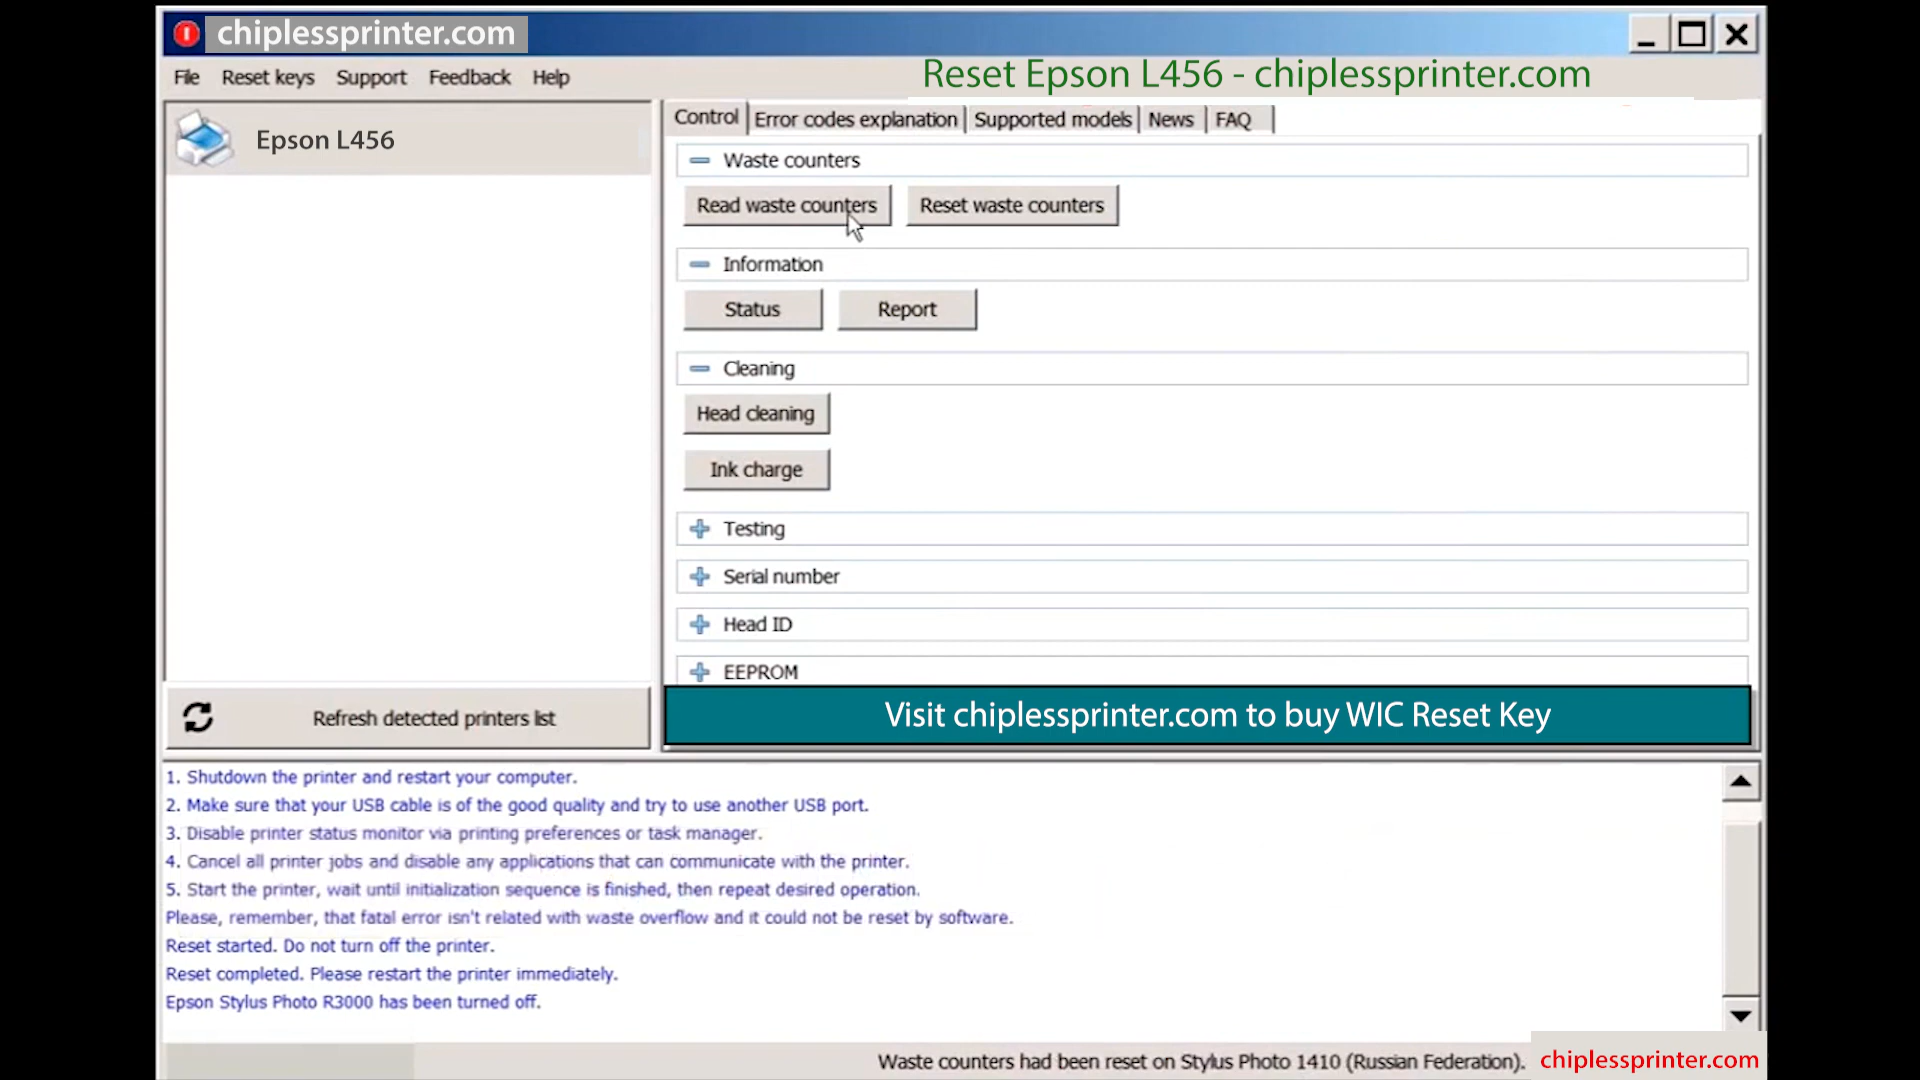 chiplessprinter.com
File Reset keys Support Feedback Help
Reset Epson L456 - chiplessprinter.com
Epson L456
Control Error codes explanation Supported models News FAQ
Waste counters
Read waste counters Reset waste counters
Information
Status Report
Cleaning
Head cleaning
Ink charge
Testing
Serial number
Head ID
EEPROM
Refresh detected printers list
Visit chiplessprinter.com to buy WIC Reset Key
1. Shutdown the printer and restart your computer.
2. Make sure that your USB cable is of the good quality and try to use another USB port.
3. Disable printer status monitor via printing preferences or task manager.
4. Cancel all printer jobs and disable any applications that can communicate with the printer.
5. Start the printer, wait until initialization sequence is finished, then repeat desired operation.
Please, remember, that fatal error isn't related with waste overflow and it could not be reset by software.
Reset started. Do not turn off the printer.
Reset completed. Please restart the printer immediately.
Epson Stylus Photo R3000 has been turned off.
Waste counters had been reset on Stylus Photo 1410 (Russian Federation).
chiplessprinter.com